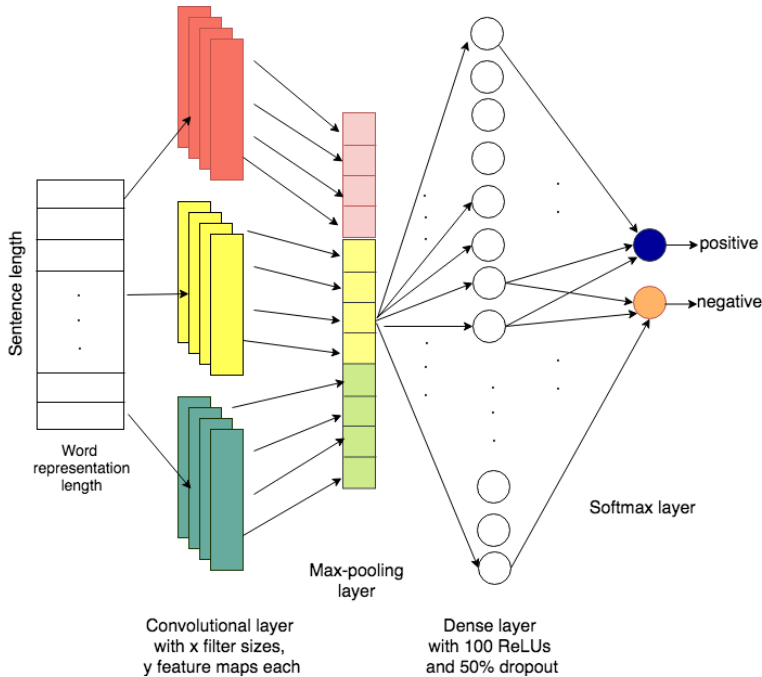 Sentence length
Word
representation
length
Convolutional layer
with x filter sizes,
y feature maps each
Max-pooling
layer
Dense layer
with 100 ReLUs
and 50% dropout
Softmax layer
positive
negative